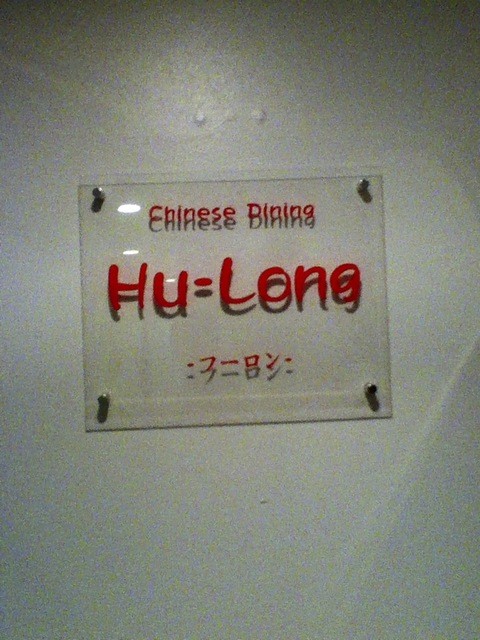 Chinese Dining
Hu=Long
-フーロン-